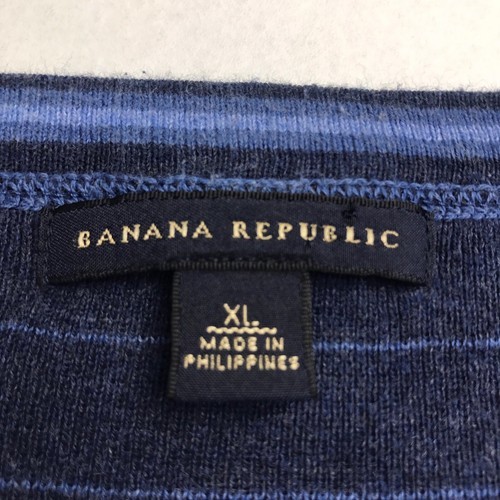 BANANA REPUBLIC
XL
MADE IN
PHILIPPINES